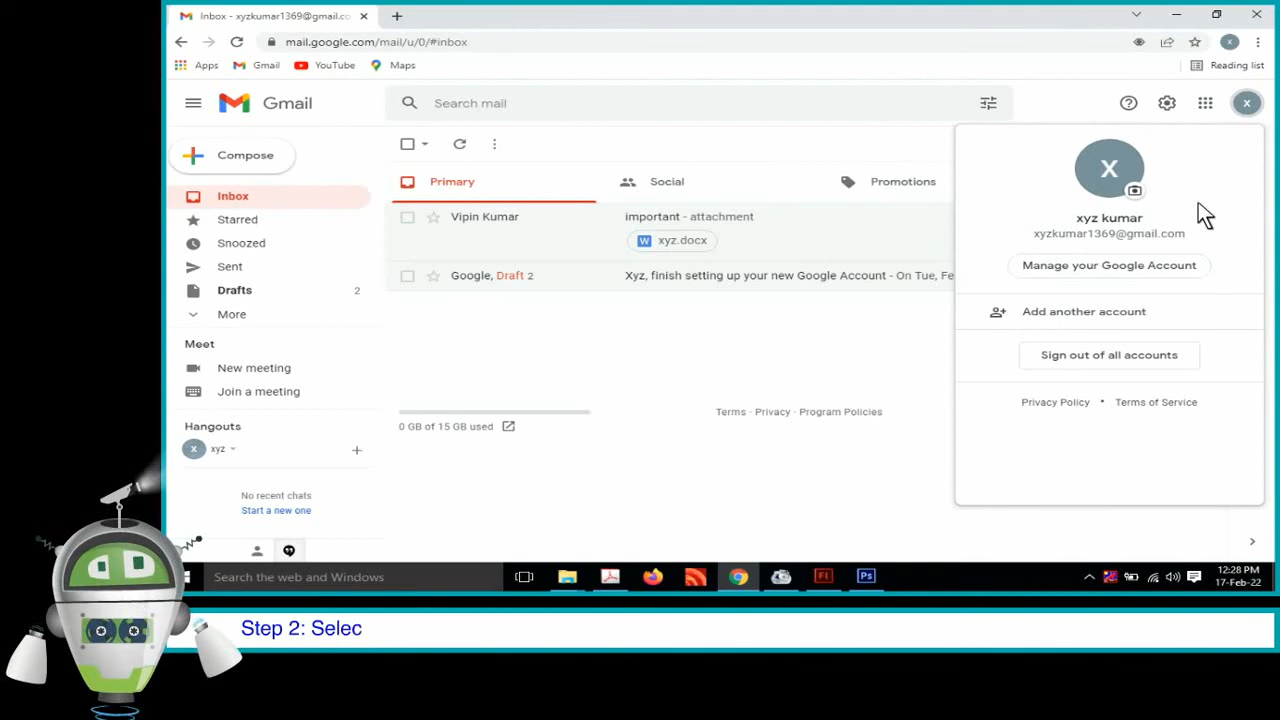 Inbox - xyzkumar1369@gmail.co
mail.google.com/mail/u/0/#inbox
x
Apps
Gmail
YouTube
Maps
Reading list
Gmail
Search mail
x
Compose
Inbox
Starred
Snoozed
Sent
Drafts 2
More
Meet
New meeting
Join a meeting
Hangouts
x xyz
No recent chats
Start a new one
Primary
Social
Promotions
Vipin Kumar important - attachment
W xyz.docx
Google, Draft 2 Xyz, finish setting up your new Google Account - On Tue, Fe
0 GB of 15 GB used
Terms · Privacy · Program Policies
X
xyz kumar
xyzkumar1369@gmail.com
Manage your Google Account
Add another account
Sign out of all accounts
Privacy Policy • Terms of Service
Search the web and Windows
Fl
Ps
12:28 PM
17-Feb-22
Step 2: Selec